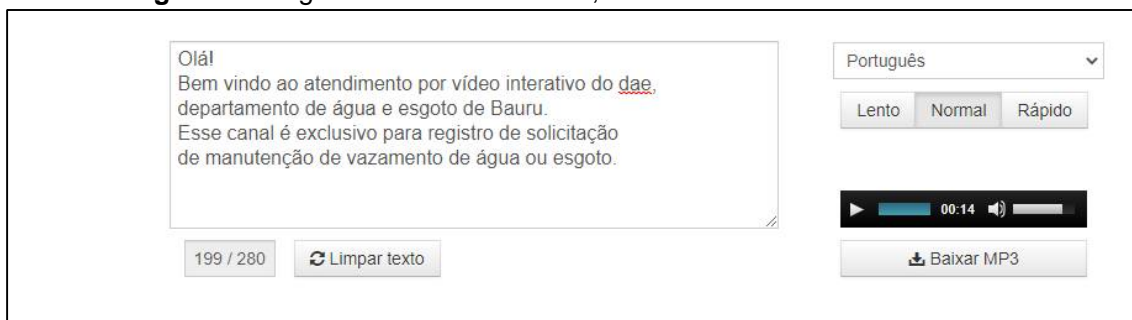 Olá!
Bem vindo ao atendimento por vídeo interativo do dae,
departamento de água e esgoto de Bauru.
Esse canal é exclusivo para registro de solicitação
de manutenção de vazamento de água ou esgoto.
199 / 280
Limpar texto
Português
Lento Normal Rápido
00:14
Baixar MP3